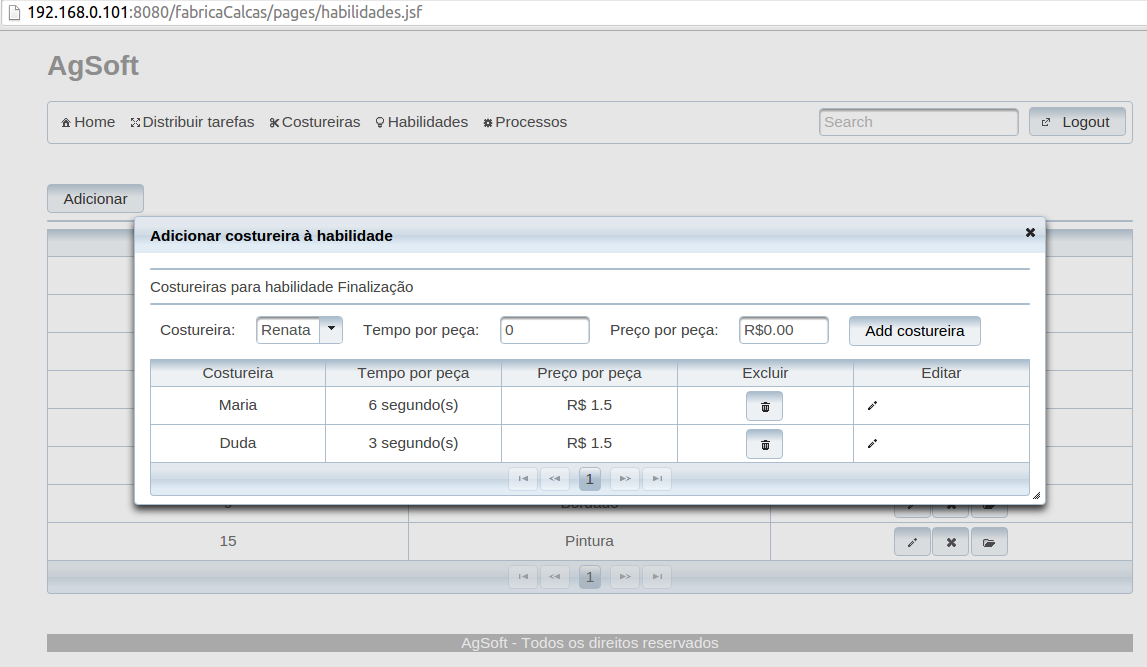 192.168.0.101:8080/fabricaCalcas/pages/habilidades.jsf
AgSoft
Home Distribuir tarefas Costureiras Habilidades Processos Search Logout
Adicionar
Adicionar costureira à habilidade
Costureiras para habilidade Finalização
Costureira: Renata Tempo por peça: 0 Preço por peça: R$0.00 Add costureira
Costureira Tempo por peça Preço por peça Excluir Editar
Maria 6 segundo(s) R$ 1.5
Duda 3 segundo(s) R$ 1.5
1
15 Pintura
1
AgSoft - Todos os direitos reservados